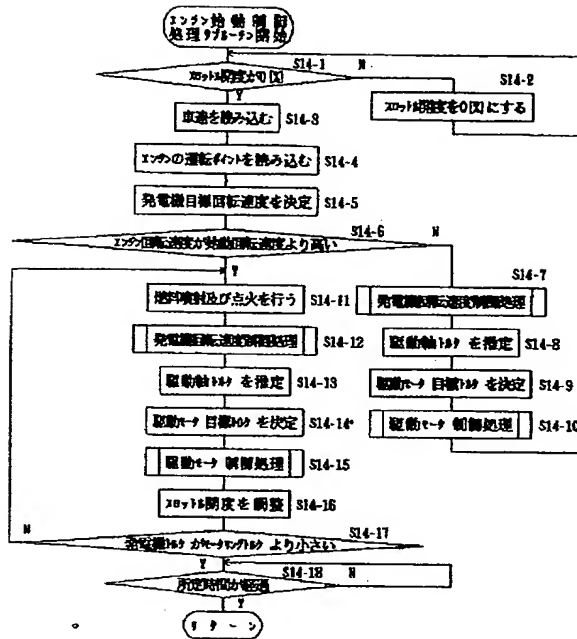 エンジン始動制御
処理サブルーチン開始
S14-1
N
スロットル開度が0〔%〕
S14-2
Y
スロットル開度を0〔%〕にする
車速を読み込む S14-3
エンジンの運転ポイントを読み込む S14-4
発電機目標回転速度を決定 S14-5
S14-6
エンジン回転速度が始動回転速度より高い
N
Y
S14-7
燃料噴射及び点火を行う S14-11
発電機回転速度制御処理
発電機回転速度制御処理 S14-12
駆動軸トルクを推定 S14-8
駆動軸トルクを推定 S14-13
駆動モータ目標トルクを決定 S14-9
駆動モータ目標トルクを決定 S14-14
駆動モータ制御処理 S14-10
駆動モータ制御処理 S14-15
スロットル開度を調整 S14-16
N
S14-17
発電機トルクがモータリングトルクより小さい
Y
S14-18
N
所定時間が経過
Y
リターン